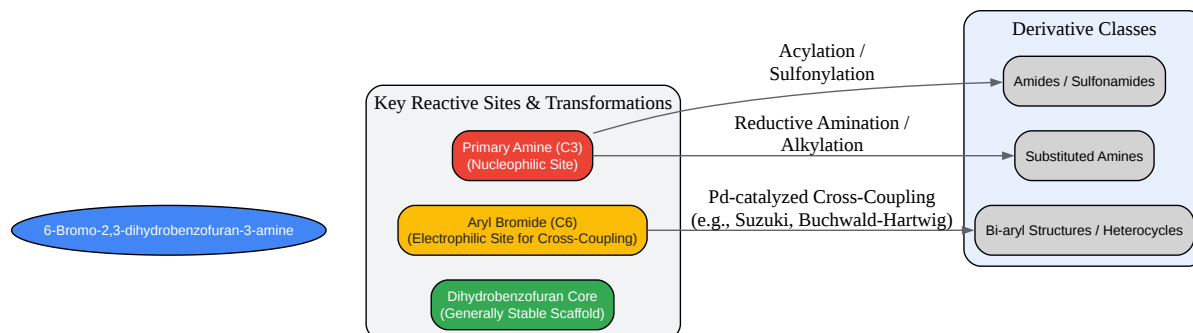 6-Bromo-2,3-dihydrobenzofuran-3-amine
Key Reactive Sites & Transformations
Primary Amine (C3)
(Nucleophilic Site)
Aryl Bromide (C6)
(Electrophilic Site for Cross-Coupling)
Dihydrobenzofuran Core
(Generally Stable Scaffold)
Acylation /
Sulfonylation
Reductive Amination /
Alkylation
Pd-catalyzed Cross-Coupling
(e.g., Suzuki, Buchwald-Hartwig)
Derivative Classes
Amides / Sulfonamides
Substituted Amines
Bi-aryl Structures / Heterocycles